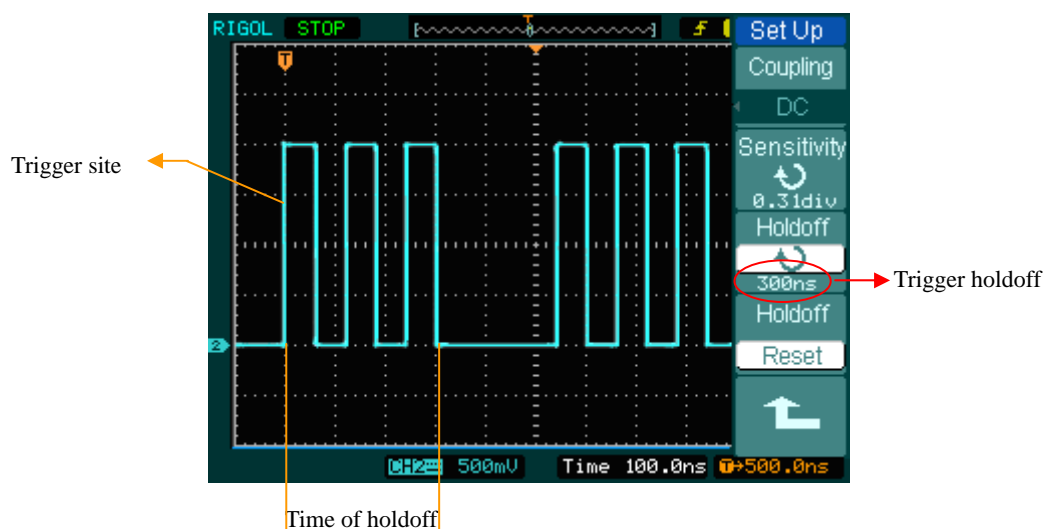 RIGOL STOP
T
T
Set Up
Coupling
DC
Sensitivity
0.31div
Holdoff
300ns
Holdoff
Reset
Trigger site
Trigger holdoff
2
CH2 500mV Time 100.0ns T→500.0ns
Time of holdoff